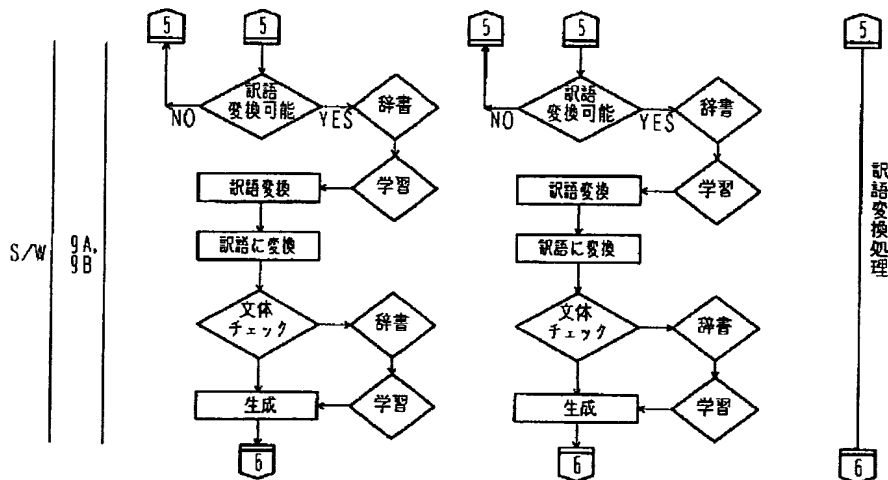 5
5
5
5
5
訳語
変換可能
NO
YES
辞書
訳語
変換可能
NO
YES
辞書
学習
学習
訳語変換
訳語変換
訳語に変換
訳語に変換
S/W
9A,
9B
訳語変換処理
文体
チェック
辞書
文体
チェック
辞書
生成
学習
生成
学習
6
6
6